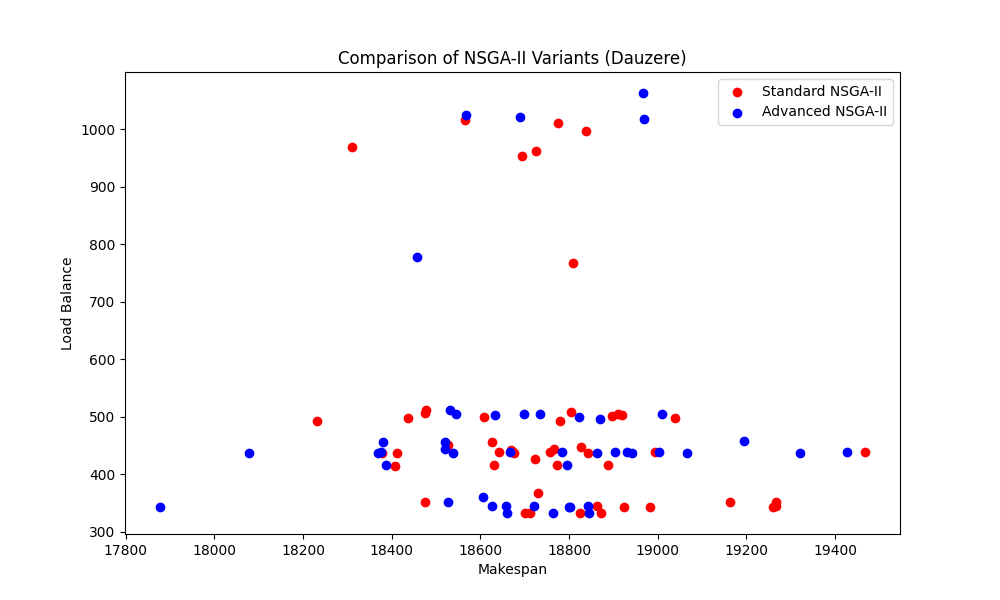 Comparison of NSGA-II Variants (Dauzere)
Standard NSGA-II
Advanced NSGA-II
Load Balance
1000
900
800
700
600
500
400
300
17800 18000 18200 18400 18600 18800 19000 19200 19400
Makespan